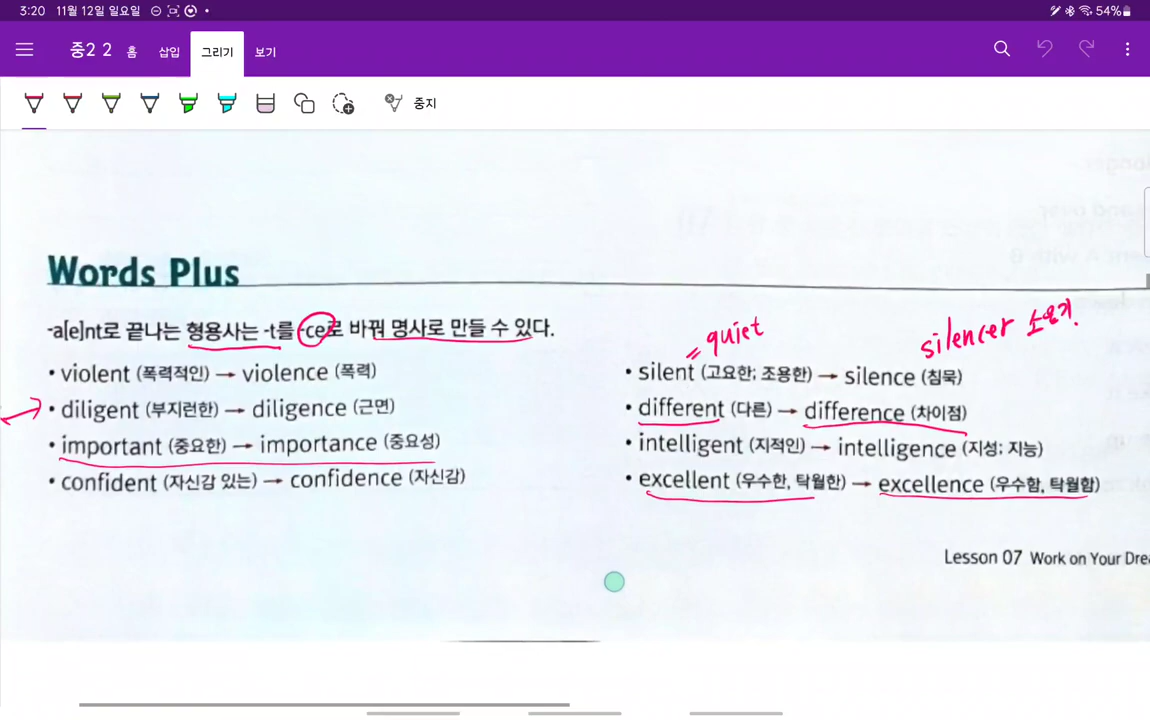 3:20 11월 12일 일요일 54%
중2 2 홈 삽입 그리기 보기
중지
Words Plus
-a[e]nt로 끝나는 형용사는 -t를 -ce로 바꿔 명사로 만들 수 있다.
• violent (폭력적인) → violence (폭력)
• diligent (부지런한) → diligence (근면)
• important (중요한) → importance (중요성)
• confident (자신감 있는) → confidence (자신감)
= quiet
silencer 소음기.
• silent (고요한; 조용한) → silence (침묵)
• different (다른) → difference (차이점)
• intelligent (지적인) → intelligence (지성; 지능)
• excellent (우수한, 탁월한) → excellence (우수함, 탁월함)
Lesson 07 Work on Your Drea